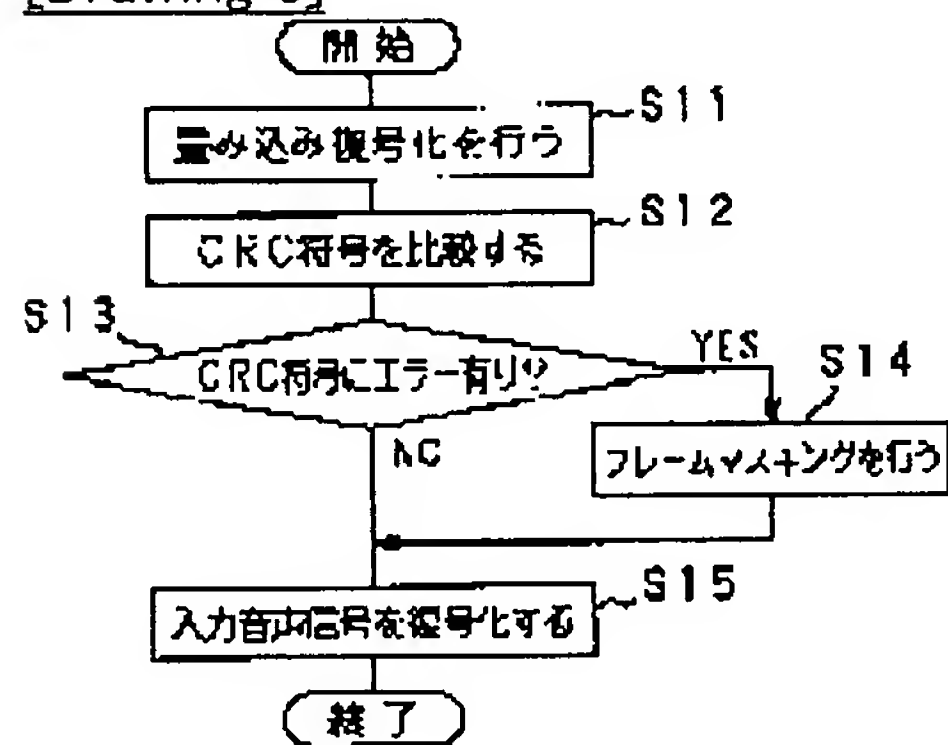 開始
S11
畳み込み復号化を行う
S12
CRC符号を比較する
S13
CRC符号にエラー有り?
YES
S14
NO
フレームマスキングを行う
S15
入力音声信号を復号化する
終了